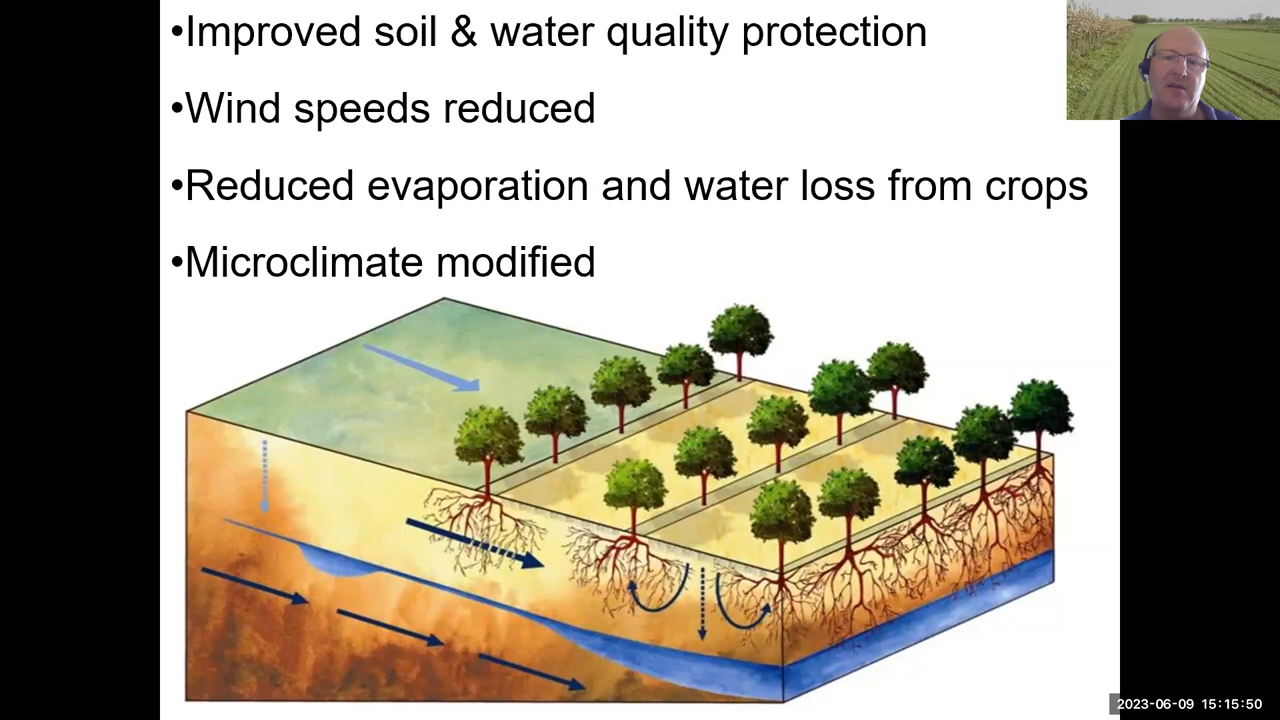 •Improved soil & water quality protection
•Wind speeds reduced
•Reduced evaporation and water loss from crops
•Microclimate modified
2023-06-09 15:15:50